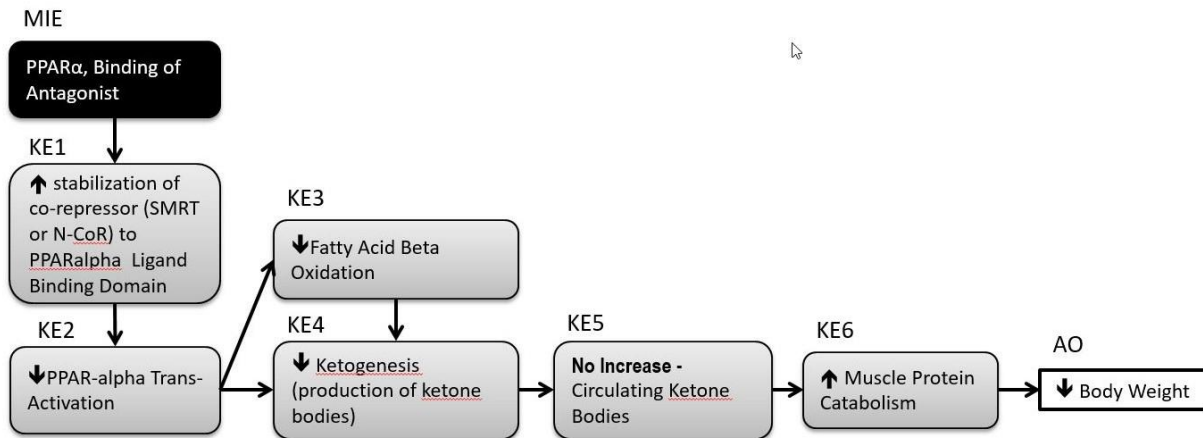 MIE
PPARα, Binding of
Antagonist
KE1
🡹 stabilization of
co-repressor (SMRT
or N-CoR) to
PPARalpha Ligand
Binding Domain
KE2
🡻PPAR-alpha Trans-
Activation
KE3
🡻Fatty Acid Beta
Oxidation
KE4
🡻 Ketogenesis
(production of ketone
bodies)
KE5
No Increase -
Circulating Ketone
Bodies
KE6
🡹 Muscle Protein
Catabolism
AO
🡻 Body Weight